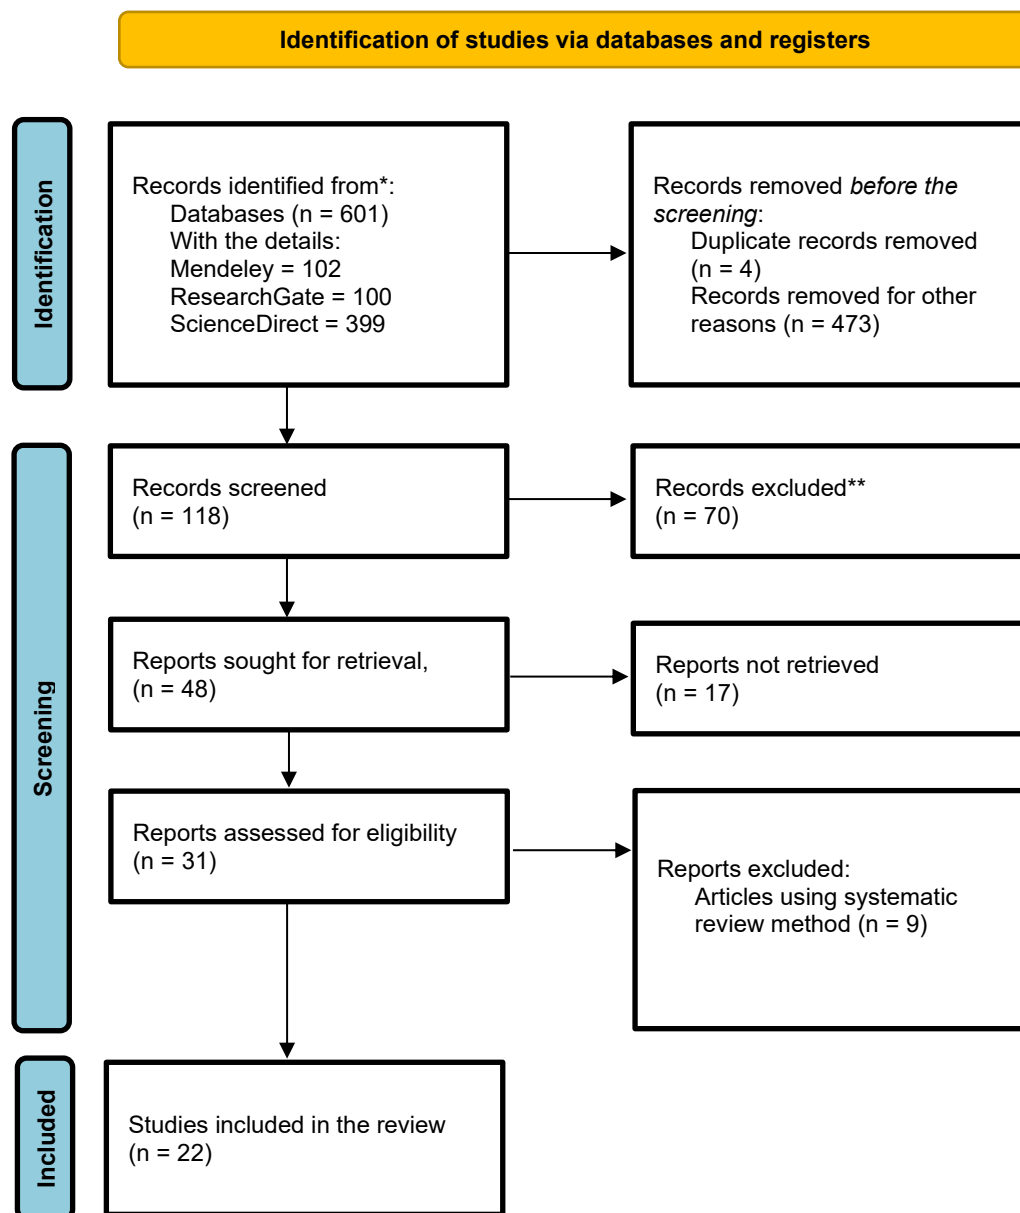 Identification of studies via databases and registers
Identification
Records identified from*:
Databases (n = 601)
With the details:
Mendeley = 102
ResearchGate = 100
ScienceDirect = 399
Records removed before the
screening:
Duplicate records removed
(n = 4)
Records removed for other
reasons (n = 473)
Screening
Records screened
(n = 118)
Records excluded**
(n = 70)
Reports sought for retrieval,
(n = 48)
Reports not retrieved
(n = 17)
Reports assessed for eligibility
(n = 31)
Reports excluded:
Articles using systematic
review method (n = 9)
Included
Studies included in the review
(n = 22)